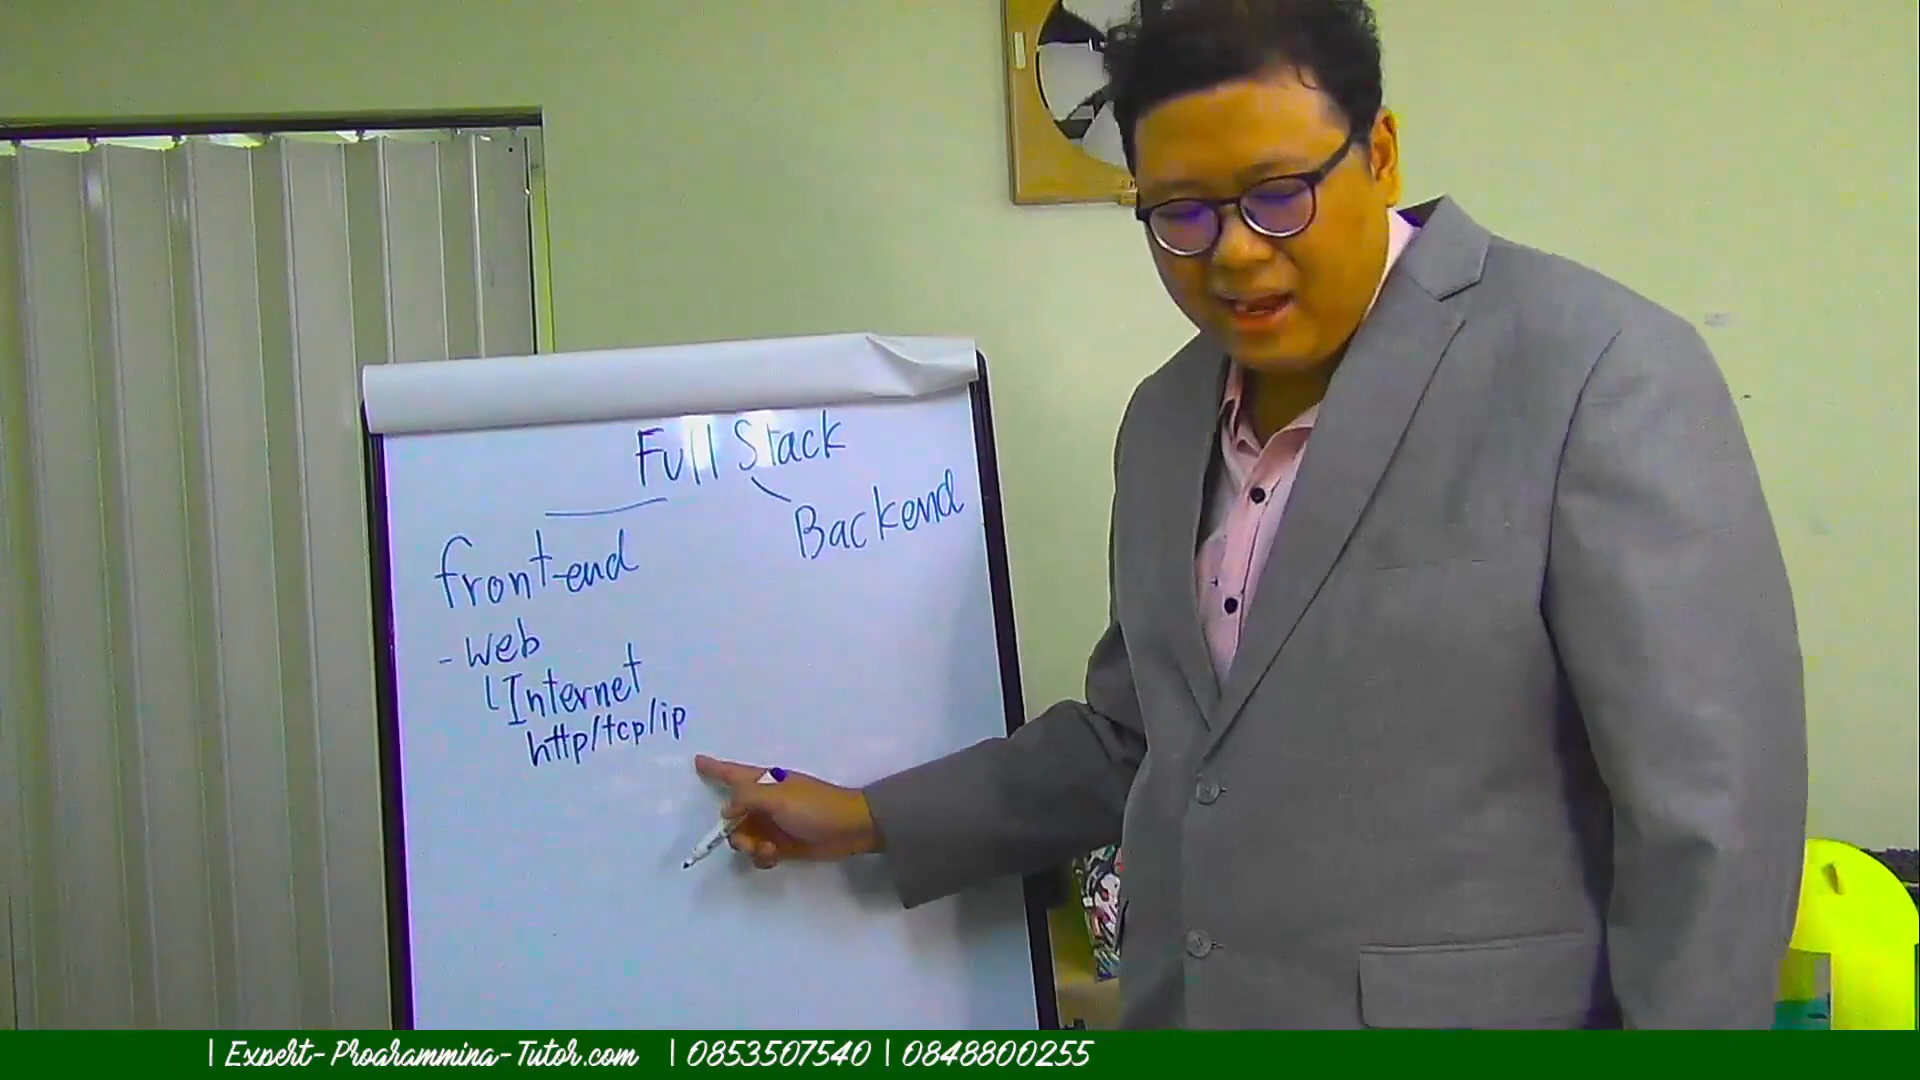 Full Stack
Backend
front-end
- Web
Internet
http/tcp/ip
| Expert-Programming-Tutor.com | 0853507540 | 0848800255